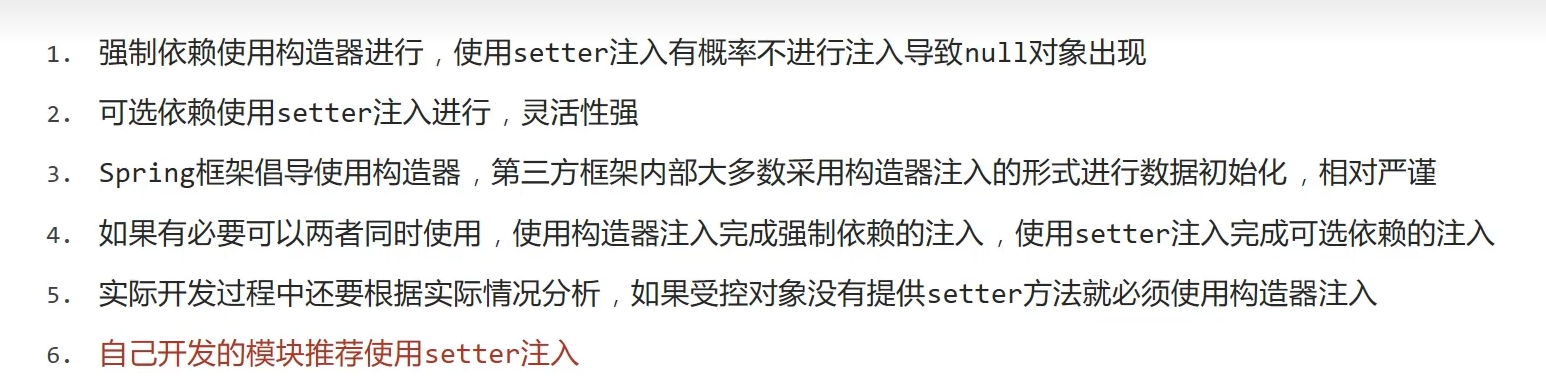 1. 强制依赖使用构造器进行，使用setter注入有概率不进行注入导致null对象出现
2. 可选依赖使用setter注入进行，灵活性强
3. Spring框架倡导使用构造器，第三方框架内部大多数采用构造器注入的形式进行数据初始化，相对严谨
4. 如果有必要可以两者同时使用，使用构造器注入完成强制依赖的注入，使用setter注入完成可选依赖的注入
5. 实际开发过程中还要根据实际情况分析，如果受控对象没有提供setter方法就必须使用构造器注入
6. 自己开发的模块推荐使用setter注入